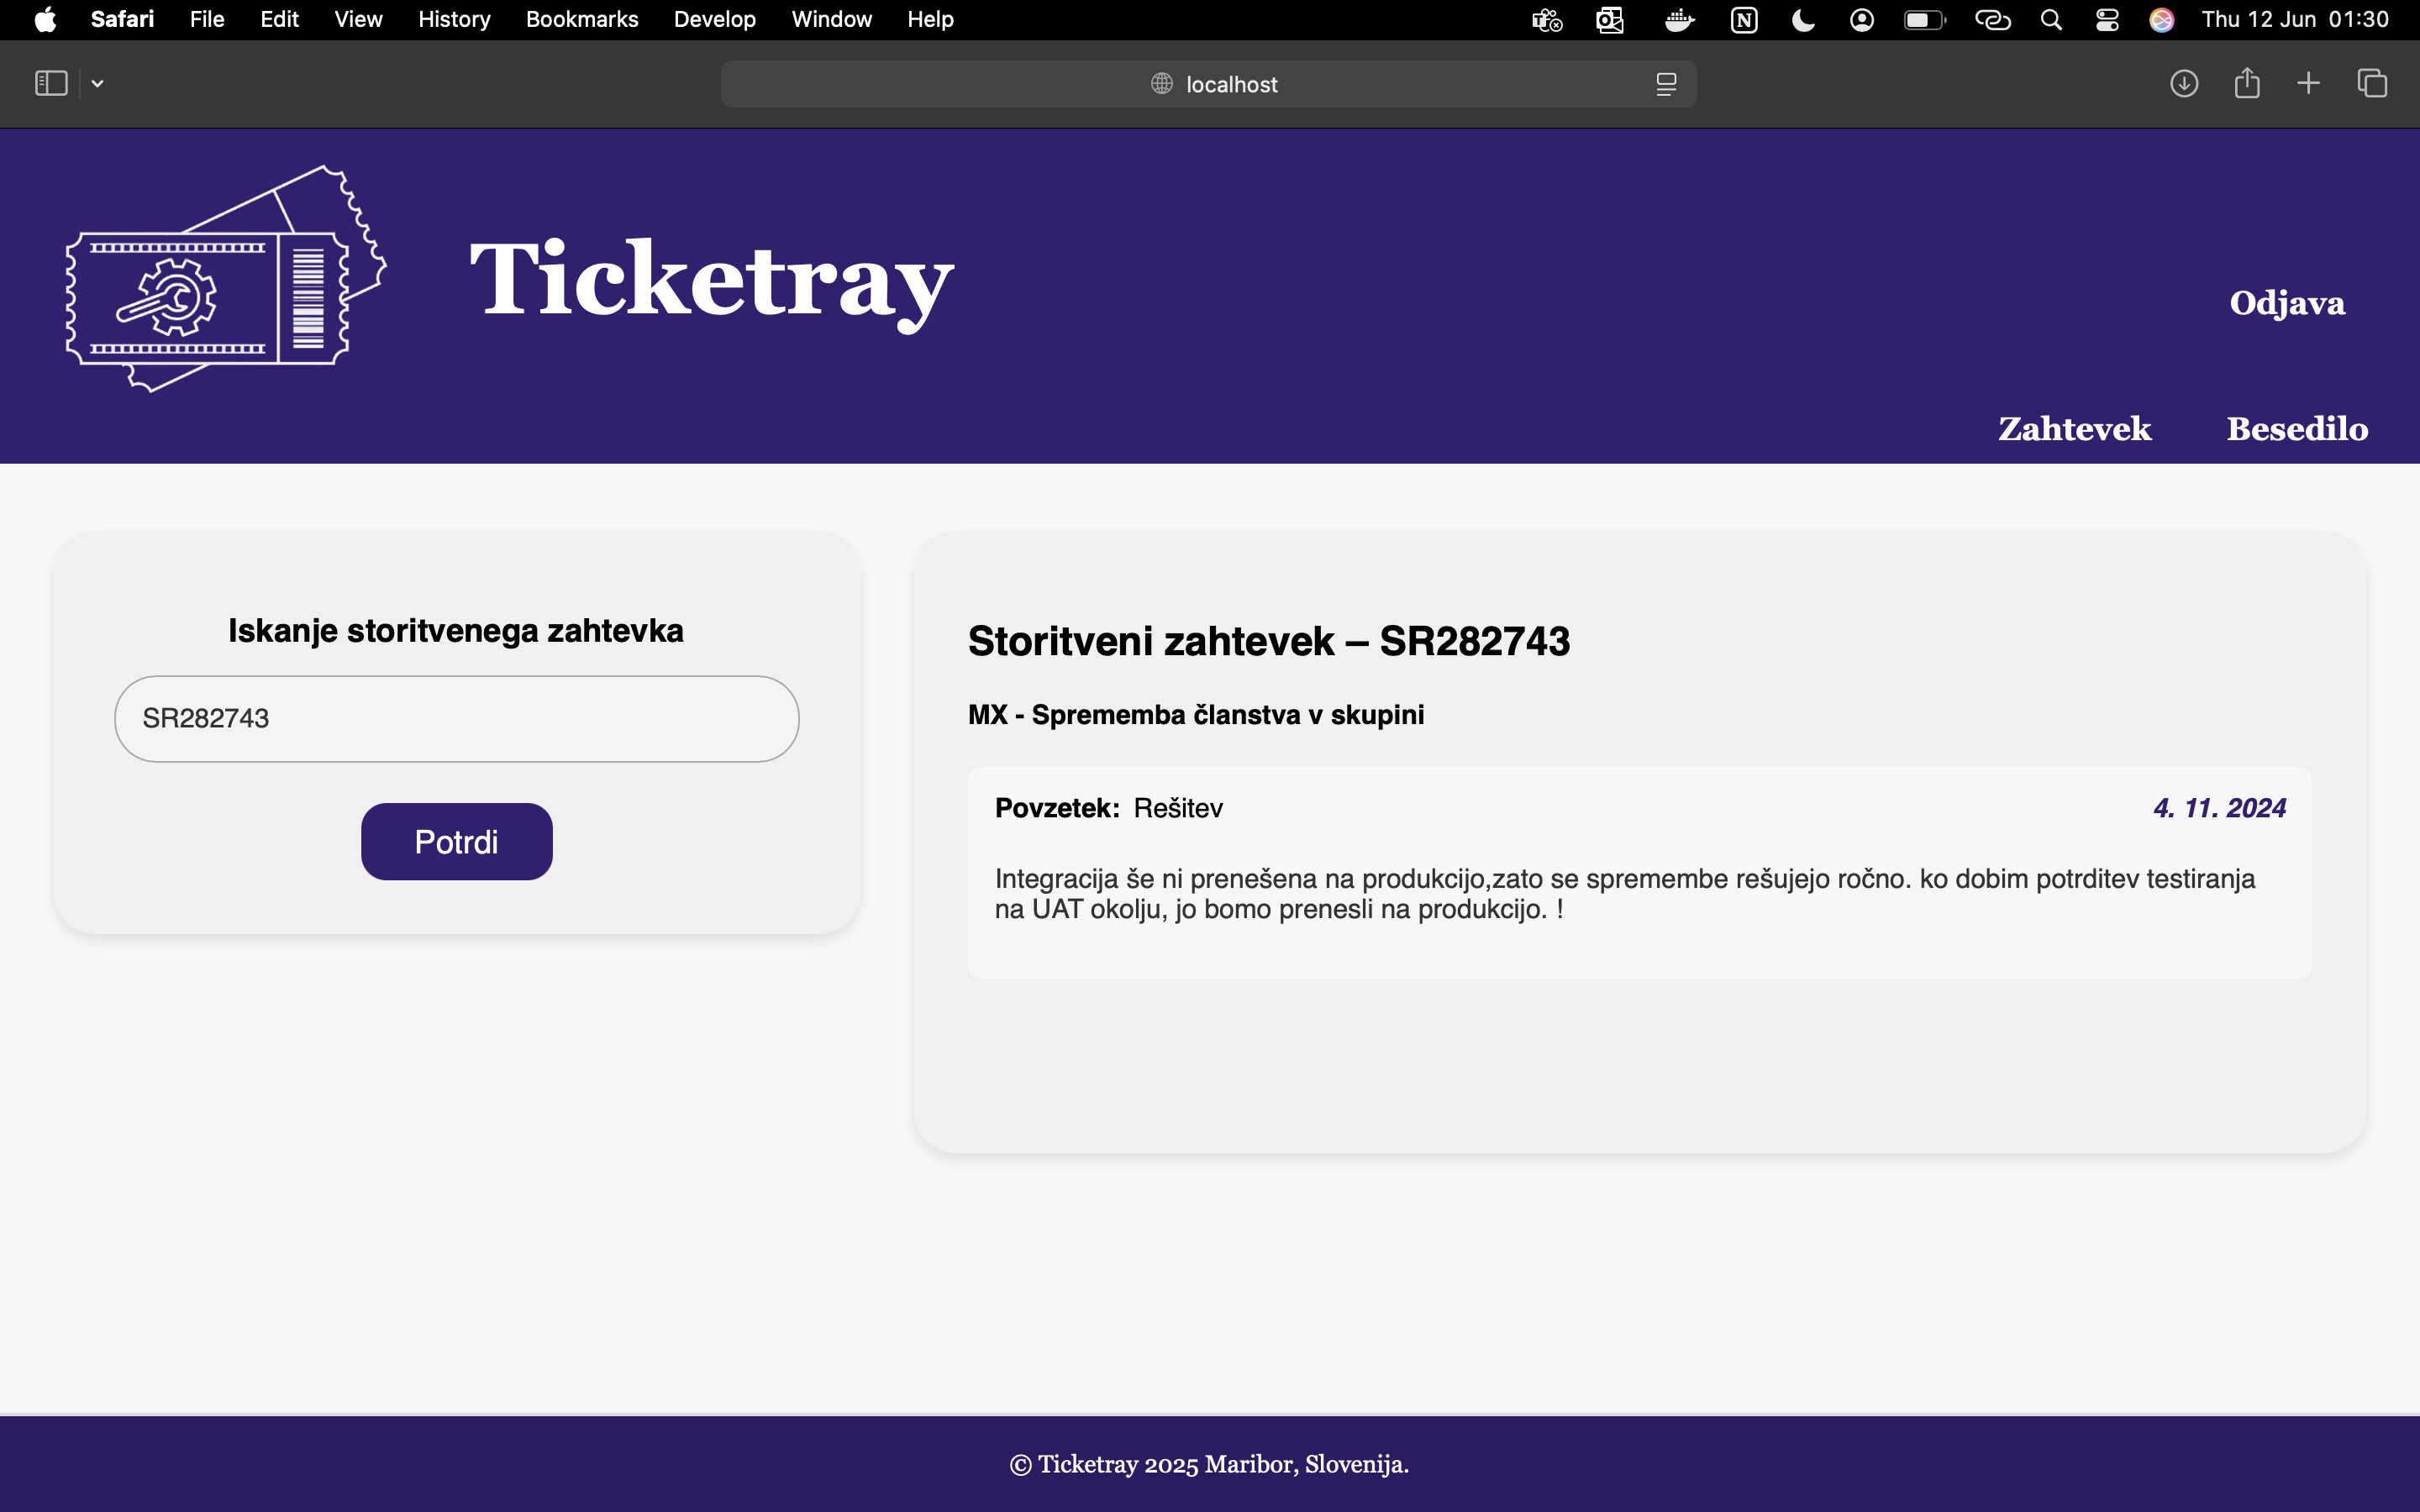 Safari File Edit View History Bookmarks Develop Window Help Thu 12 Jun 01:30
localhost
Ticketray
Odjava
Zahtevek Besedilo
Iskanje storitvenega zahtevka
SR282743
Potrdi
Storitveni zahtevek – SR282743
MX - Sprememba članstva v skupini
Povzetek: Rešitev 4. 11. 2024
Integracija še ni prenešena na produkcijo,zato se spremembe rešujejo ročno. ko dobim potrditev testiranja
na UAT okolju, jo bomo prenesli na produkcijo. !
© Ticketray 2025 Maribor, Slovenija.